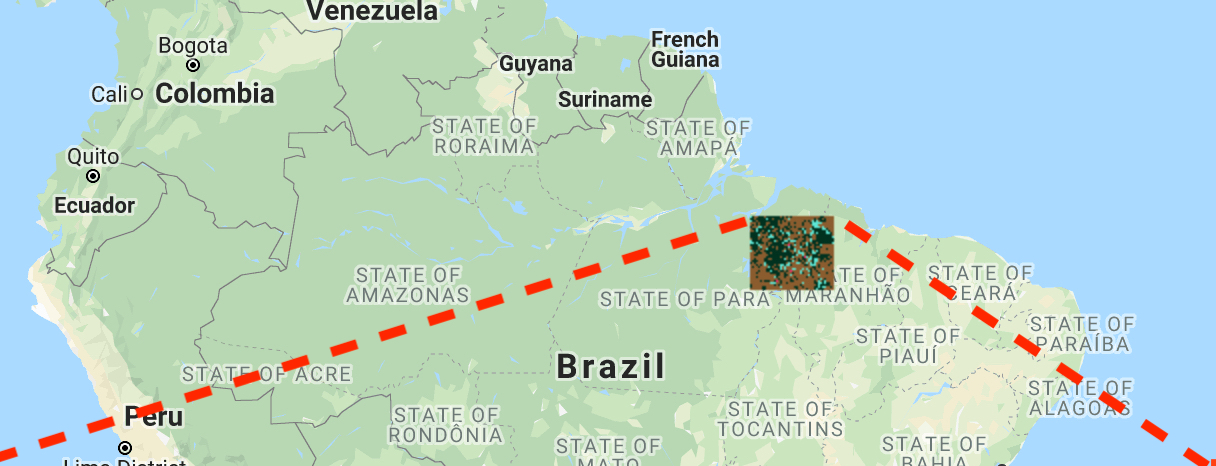 Venezuela
Bogota
Cali
Colombia
Guyana
French
Guiana
Suriname
STATE OF
RORAIMA
STATE OF
AMAPÁ
Quito
Ecuador
STATE OF
AMAZONAS
STATE OF PARÁ
STATE OF
MARANHÃO
STATE OF
CEARÁ
STATE OF
PARAÍBA
STATE OF
PIAUÍ
Brazil
STATE OF ACRE
STATE OF
ALAGOAS
Peru
STATE OF
RONDÔNIA
STATE OF
TOCANTINS
STATE OF
MATO
STATE OF
BAHIA
Lima District